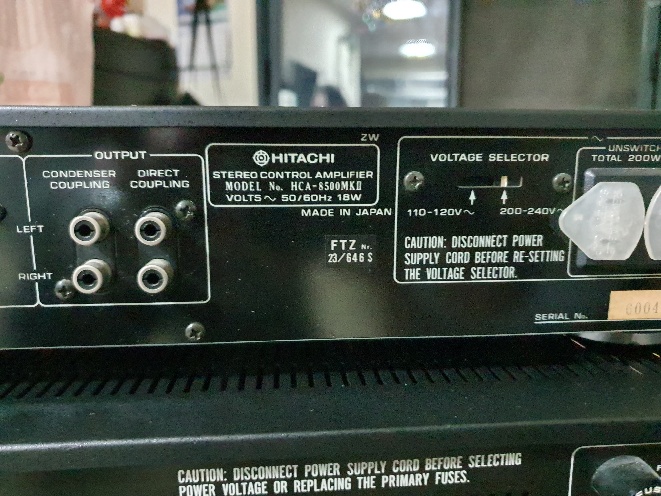 ZW
OUTPUT
CONDENSER COUPLING
DIRECT COUPLING
LEFT
RIGHT
HITACHI
STEREO CONTROL AMPLIFIER
MODEL No. HCA-8500MKII
VOLTS ~ 50/60Hz 18W
MADE IN JAPAN
FTZ Nr.
23/646 S
VOLTAGE SELECTOR
110-120V~ 200-240V~
CAUTION: DISCONNECT POWER
SUPPLY CORD BEFORE RE-SETTING
THE VOLTAGE SELECTOR.
~
UNSWITCH
TOTAL 200W
SERIAL No.
CAUTION: DISCONNECT POWER SUPPLY CORD BEFORE SELECTING
POWER VOLTAGE OR REPLACING THE PRIMARY FUSES.